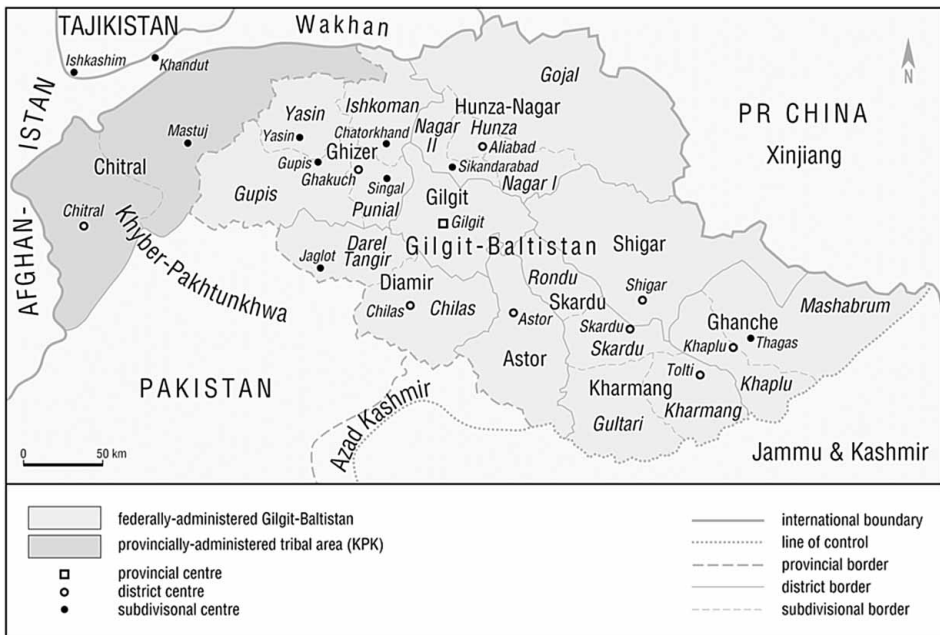 TAJIKISTAN
Wakhan
Ishkashim
Khandut
AFGHAN-
ISTAN
Gojal
N
PR CHINA
Xinjiang
Yasin
Ishkoman
Hunza-Nagar
Mastuj
Yasin
Chatorkhand
Nagar
II
Hunza
Aliabad
Chitral
Gupis
Ghizer
Sikandarabad
Ghakuch
Singal
Nagar I
Gupis
Punial
Gilgit
Chitral
Gilgit
Khyber-Pakhtunkhwa
Darel
Tangir
Gilgit-Baltistan
Shigar
Jaglot
Rondu
Diamir
Shigar
Mashabrum
Chilas
Chilas
Skardu
Astor
Skardu
Ghanche
Skardu
Khaplu
Thagas
Astor
Tolti
PAKISTAN
Kharmang
Khaplu
Azad Kashmir
Gultari
Kharmang
Jammu & Kashmir
0
50 km
federally-administered Gilgit-Baltistan
provincially-administered tribal area (KPK)
provincial centre
district centre
subdivisonal centre
international boundary
line of control
provincial border
district border
subdivisional border